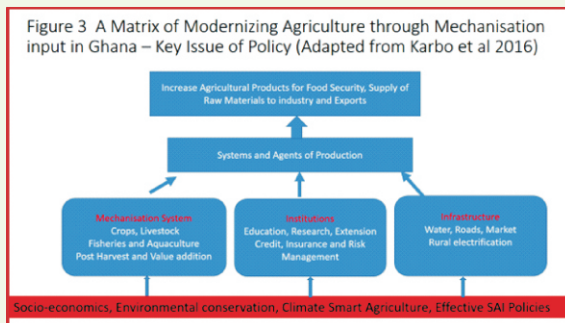 Figure 3 A Matrix of Modernizing Agriculture through Mechanisation
input in Ghana – Key Issue of Policy (Adapted from Karbo et al 2016)
Increase Agricultural Products for Food Security, Supply of
Raw Materials to industry and Exports
Systems and Agents of Production
Mechanisation System
Crops, Livestock
Fisheries and Aquaculture
Post Harvest and Value addition
Institutions
Education, Research, Extension
Credit, Insurance and Risk
Management
Infrastructure
Water, Roads, Market
Rural electrification
Socio-economics, Environmental conservation, Climate Smart Agriculture, Effective SAI Policies